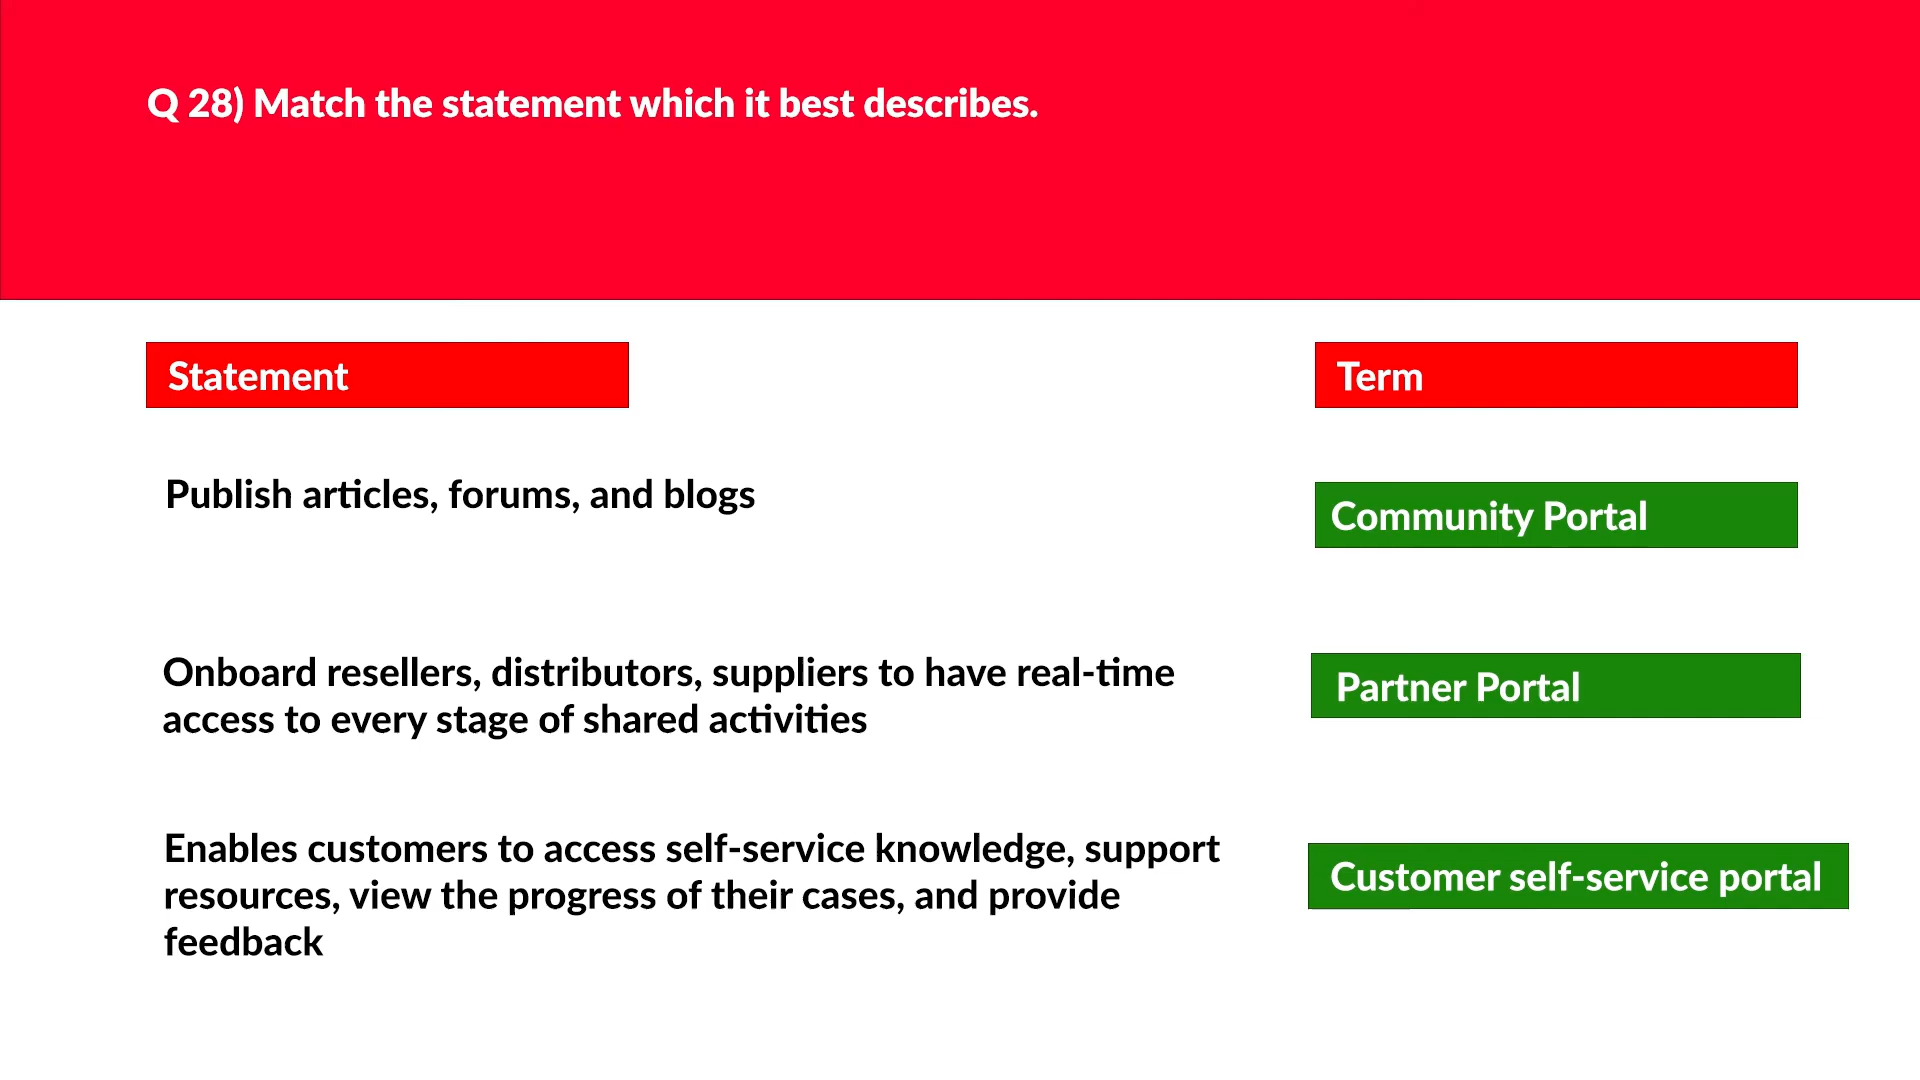 Q 28) Match the statement which it best describes.
Statement
Term
Publish articles, forums, and blogs
Community Portal
Onboard resellers, distributors, suppliers to have real-time
access to every stage of shared activities
Partner Portal
Enables customers to access self-service knowledge, support
resources, view the progress of their cases, and provide
feedback
Customer self-service portal